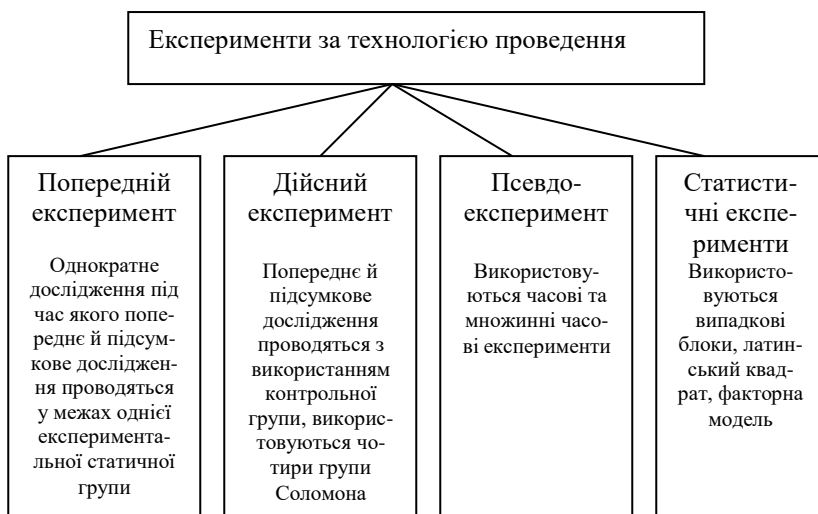 Експерименти за технологією проведення
Попередній
експеримент
Однократне
дослідження під
час якого попе-
реднє й підсум-
кове дослідження
ня проводяться
у межах однієї
експеримента-
льної статичної
групи
Дійсний
експеримент
Попереднє й
підсумкове
дослідження
проводяться з
використанням
контрольної
групи, викорис-
товуються чо-
тири групи
Соломона
Псевдо-
експеримент
Використову-
ються часові та
множинні часо-
ві експерименти
Статисти-
чні експе-
рименти
Використо-
вуються
випадкові
блоки, латин-
ський квад-
рат, факторна
модель